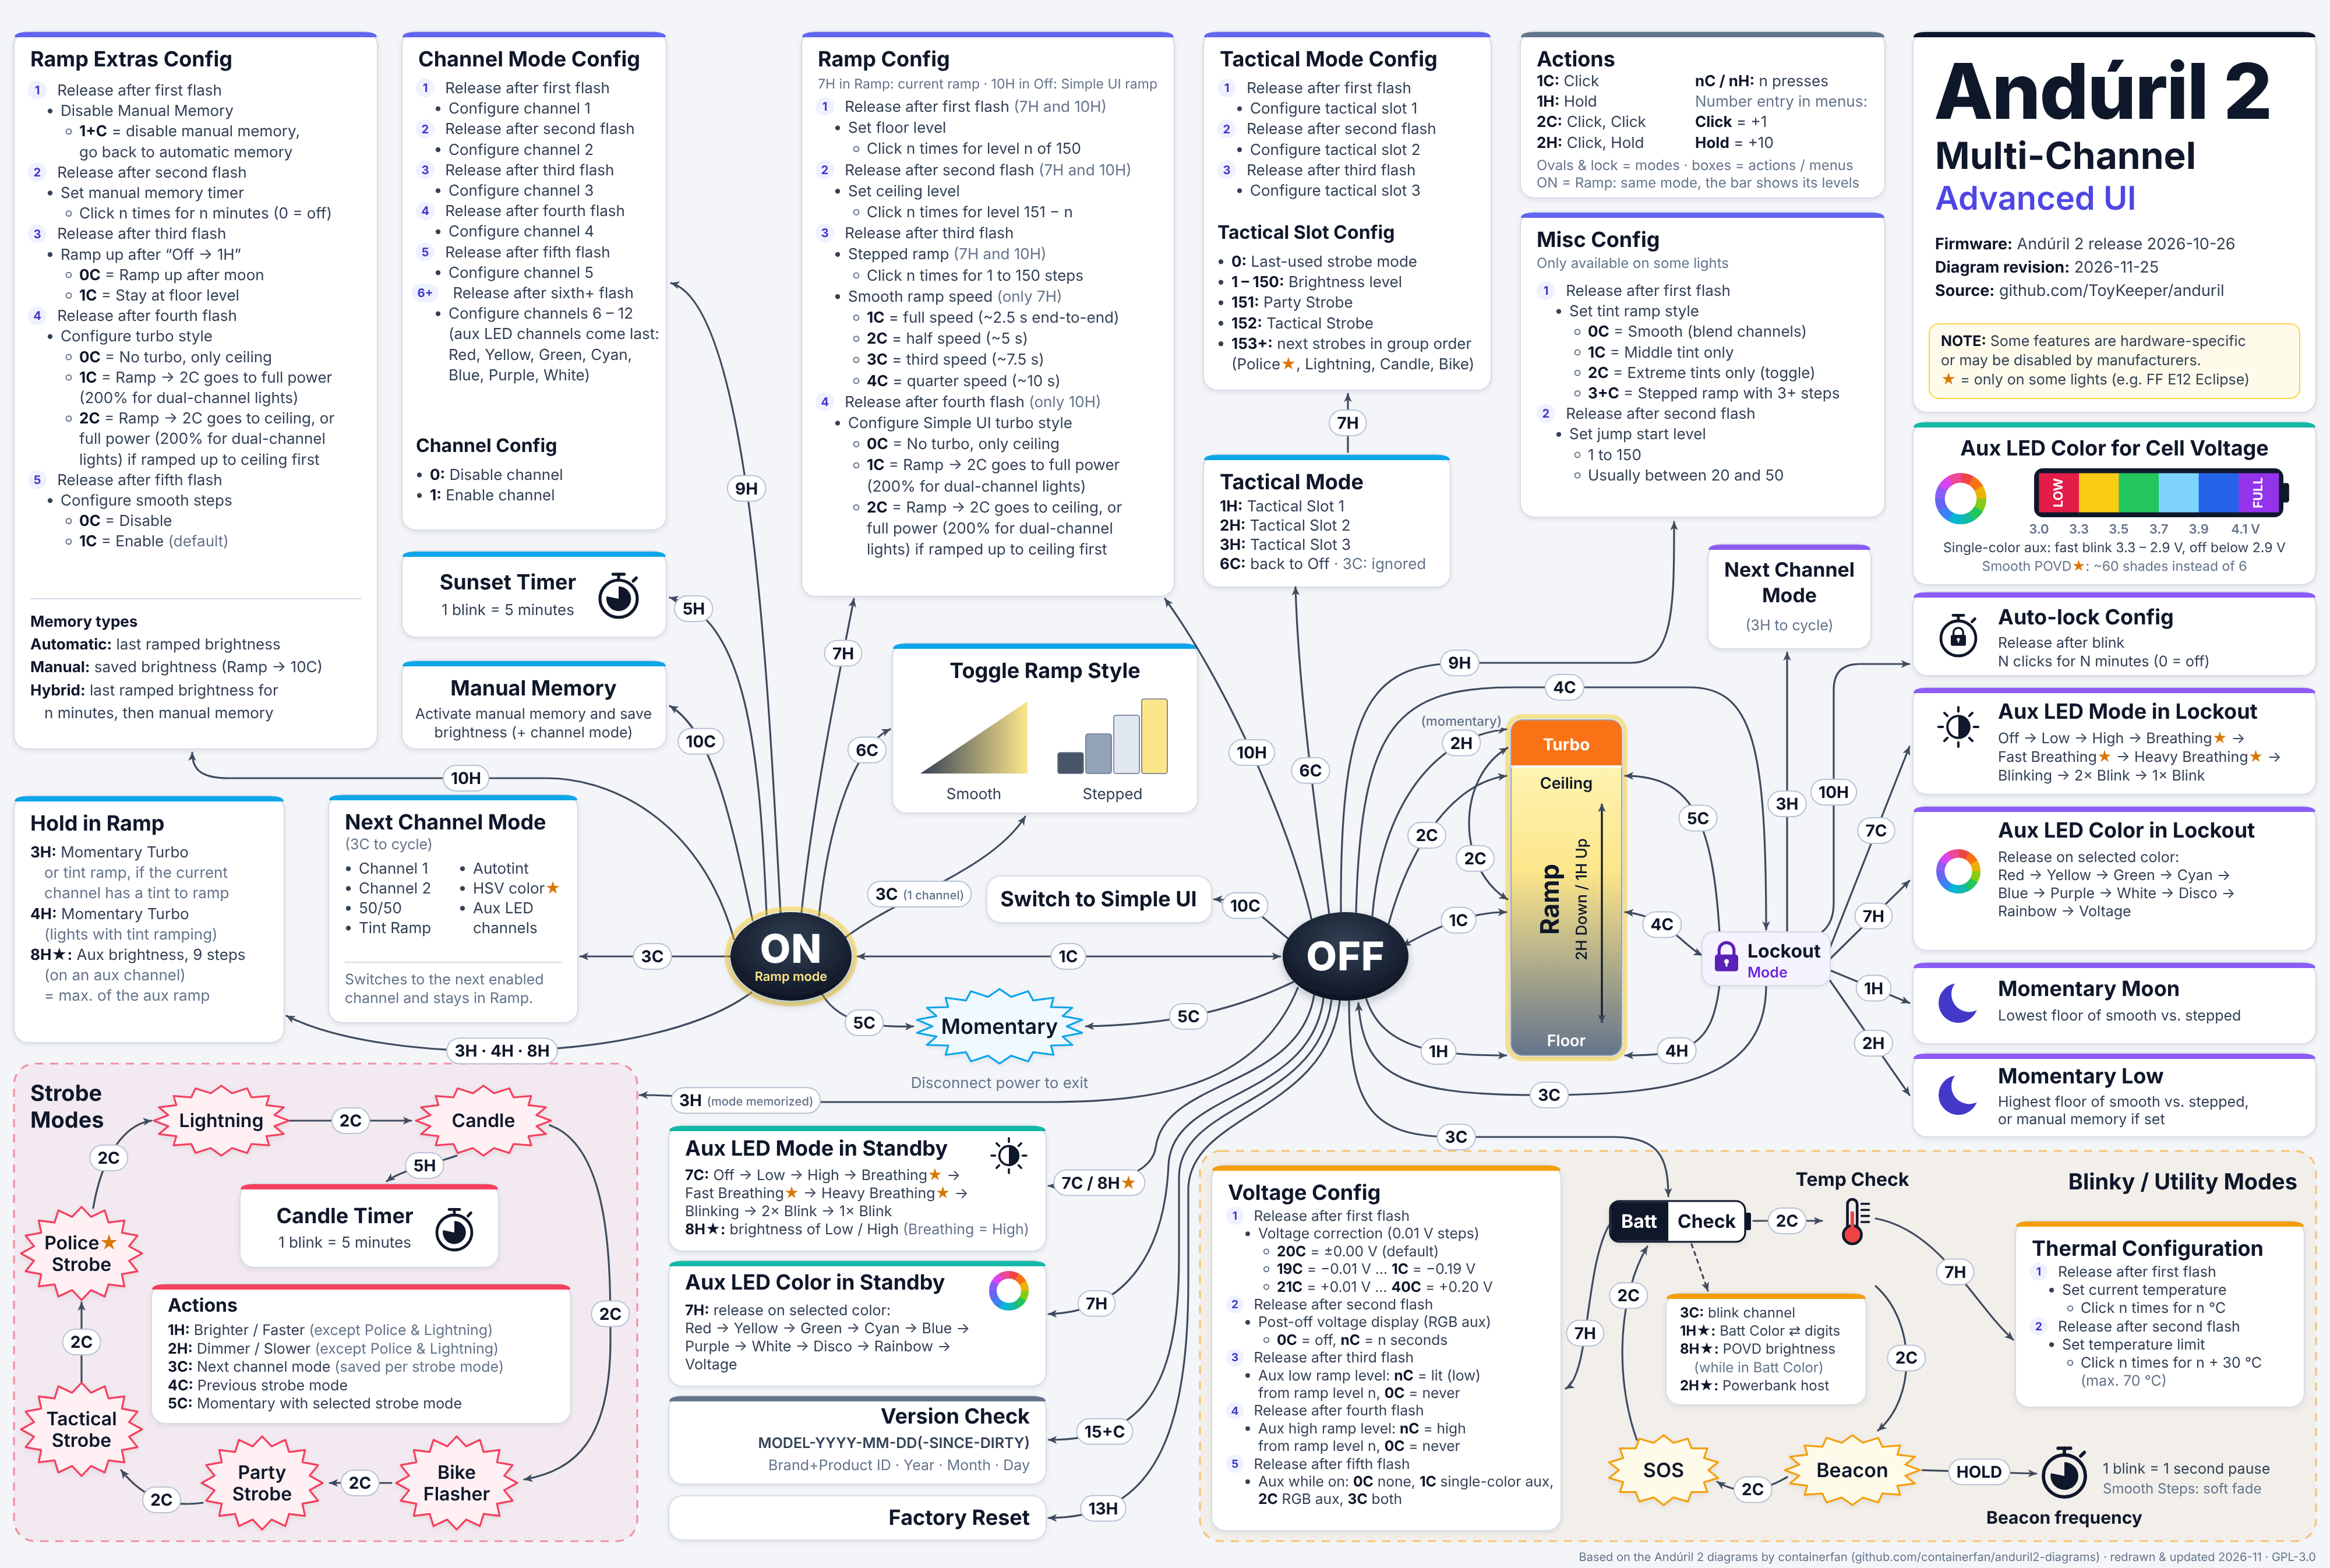 Ramp Extras Config
1 Release after first flash
• Disable Manual Memory
1+C = disable manual memory,
go back to automatic memory
2 Release after second flash
• Set manual memory timer
Click n times for n minutes (0 = off)
3 Release after third flash
• Ramp up after “Off → 1H”
0C = Ramp up after moon
1C = Stay at floor level
4 Release after fourth flash
• Configure turbo style
0C = No turbo, only ceiling
1C = Ramp → 2C goes to full power
(200% for dual-channel lights)
2C = Ramp → 2C goes to ceiling, or
full power (200% for dual-channel
lights) if ramped up to ceiling first
5 Release after fifth flash
• Configure smooth steps
0C = Disable
1C = Enable (default)
Memory types
Automatic: last ramped brightness
Manual: saved brightness (Ramp → 10C)
Hybrid: last ramped brightness for
n minutes, then manual memory
Channel Mode Config
1 Release after first flash
• Configure channel 1
2 Release after second flash
• Configure channel 2
3 Release after third flash
• Configure channel 3
4 Release after fourth flash
• Configure channel 4
5 Release after fifth flash
• Configure channel 5
6+ Release after sixth+ flash
• Configure channels 6 – 12
(aux LED channels come last:
Red, Yellow, Green, Cyan,
Blue, Purple, White)
Channel Config
• 0: Disable channel
• 1: Enable channel
Sunset Timer
1 blink = 5 minutes
Manual Memory
Activate manual memory and save
brightness (+ channel mode)
9H
5H
10C
10H
Ramp Config
7H in Ramp: current ramp · 10H in Off: Simple UI ramp
1 Release after first flash (7H and 10H)
• Set floor level
Click n times for level n of 150
2 Release after second flash (7H and 10H)
• Set ceiling level
Click n times for level 151 − n
3 Release after third flash
• Stepped ramp (7H and 10H)
Click n times for 1 to 150 steps
• Smooth ramp speed (only 7H)
1C = full speed (~2.5 s end-to-end)
2C = half speed (~5 s)
3C = third speed (~7.5 s)
4C = quarter speed (~10 s)
4 Release after fourth flash (only 10H)
• Configure Simple UI turbo style
0C = No turbo, only ceiling
1C = Ramp → 2C goes to full power
(200% for dual-channel lights)
2C = Ramp → 2C goes to ceiling, or
full power (200% for dual-channel
lights) if ramped up to ceiling first
7H
6C
Toggle Ramp Style
Smooth
Stepped
3C (1 channel)
10H
6C
Tactical Mode Config
1 Release after first flash
• Configure tactical slot 1
2 Release after second flash
• Configure tactical slot 2
3 Release after third flash
• Configure tactical slot 3
Tactical Slot Config
• 0: Last-used strobe mode
• 1 – 150: Brightness level
• 151: Party Strobe
• 152: Tactical Strobe
• 153+: next strobes in group order
(Police★, Lightning, Candle, Bike)
7H
Tactical Mode
1H: Tactical Slot 1
2H: Tactical Slot 2
3H: Tactical Slot 3
6C: back to Off · 3C: ignored
Actions
1C: Click
1H: Hold
2C: Click, Click
2H: Click, Hold
nC / nH: n presses
Number entry in menus:
Click = +1
Hold = +10
Ovals & lock = modes · boxes = actions / menus
ON = Ramp: same mode, the bar shows its levels
Misc Config
Only available on some lights
1 Release after first flash
• Set tint ramp style
0C = Smooth (blend channels)
1C = Middle tint only
2C = Extreme tints only (toggle)
3+C = Stepped ramp with 3+ steps
2 Release after second flash
• Set jump start level
1 to 150
Usually between 20 and 50
Andúril 2
Multi-Channel
Advanced UI
Firmware: Andúril 2 release 2026-10-26
Diagram revision: 2026-11-25
Source: github.com/ToyKeeper/anduril
NOTE: Some features are hardware-specific
or may be disabled by manufacturers.
★ = only on some lights (e.g. FF E12 Eclipse)
Aux LED Color for Cell Voltage
LOW
FULL
3.0 3.3 3.5 3.7 3.9 4.1 V
Single-color aux: fast blink 3.3 – 2.9 V, off below 2.9 V
Smooth POVD★: ~60 shades instead of 6
Auto-lock Config
Release after blink
N clicks for N minutes (0 = off)
Aux LED Mode in Lockout
Off → Low → High → Breathing★ →
Fast Breathing★ → Heavy Breathing★ →
Blinking → 2× Blink → 1× Blink
Aux LED Color in Lockout
Release on selected color:
Red → Yellow → Green → Cyan →
Blue → Purple → White → Disco →
Rainbow → Voltage
Momentary Moon
Lowest floor of smooth vs. stepped
Momentary Low
Highest floor of smooth vs. stepped,
or manual memory if set
Next Channel
Mode
(3H to cycle)
9H
4C
3H
10H
7C
7H
1H
2H
(momentary)
2H
2C
2C
1C
1H
Turbo
Ceiling
Ramp
2H Down / 1H Up
Floor
5C
4C
4H
3C
Lockout
Mode
Hold in Ramp
3H: Momentary Turbo
or tint ramp, if the current
channel has a tint to ramp
4H: Momentary Turbo
(lights with tint ramping)
8H★: Aux brightness, 9 steps
(on an aux channel)
= max. of the aux ramp
Next Channel Mode
(3C to cycle)
• Channel 1
• Channel 2
• 50/50
• Tint Ramp
• Autotint
• HSV color★
• Aux LED
channels
Switches to the next enabled
channel and stays in Ramp.
3C
3H · 4H · 8H
ON
Ramp mode
1C
OFF
Switch to Simple UI
10C
5C
Momentary
5C
Disconnect power to exit
3H (mode memorized)
Strobe
Modes
Lightning
2C
Candle
2C
5H
Candle Timer
1 blink = 5 minutes
Police★
Strobe
2C
2C
Actions
1H: Brighter / Faster (except Police & Lightning)
2H: Dimmer / Slower (except Police & Lightning)
3C: Next channel mode (saved per strobe mode)
4C: Previous strobe mode
5C: Momentary with selected strobe mode
Tactical
Strobe
2C
Party
Strobe
2C
Bike
Flasher
Aux LED Mode in Standby
7C: Off → Low → High → Breathing★ →
Fast Breathing★ → Heavy Breathing★ →
Blinking → 2× Blink → 1× Blink
8H★: brightness of Low / High (Breathing = High)
7C / 8H★
Aux LED Color in Standby
7H: release on selected color:
Red → Yellow → Green → Cyan → Blue →
Purple → White → Disco → Rainbow →
Voltage
7H
Version Check
MODEL-YYYY-MM-DD(-SINCE-DIRTY)
Brand+Product ID · Year · Month · Day
15+C
Factory Reset
13H
3C
Voltage Config
1 Release after first flash
• Voltage correction (0.01 V steps)
20C = ±0.00 V (default)
19C = −0.01 V ... 1C = −0.19 V
21C = +0.01 V ... 40C = +0.20 V
2 Release after second flash
• Post-off voltage display (RGB aux)
0C = off, nC = n seconds
3 Release after third flash
• Aux low ramp level: nC = lit (low)
from ramp level n, 0C = never
4 Release after fourth flash
• Aux high ramp level: nC = high
from ramp level n, 0C = never
5 Release after fifth flash
• Aux while on: 0C none, 1C single-color aux,
2C RGB aux, 3C both
7H
Batt Check
2C
Temp Check
Blinky / Utility Modes
2C
3C: blink channel
1H★: Batt Color ⇄ digits
8H★: POVD brightness
(while in Batt Color)
2H★: Powerbank host
7H
2C
Thermal Configuration
1 Release after first flash
• Set current temperature
Click n times for n °C
2 Release after second flash
• Set temperature limit
Click n times for n + 30 °C
(max. 70 °C)
SOS
2C
Beacon
HOLD
1 blink = 1 second pause
Smooth Steps: soft fade
Beacon frequency
Based on the Andúril 2 diagrams by containerfan (github.com/containerfan/anduril2-diagrams) · redrawn & updated 2026-11 · GPL-3.0